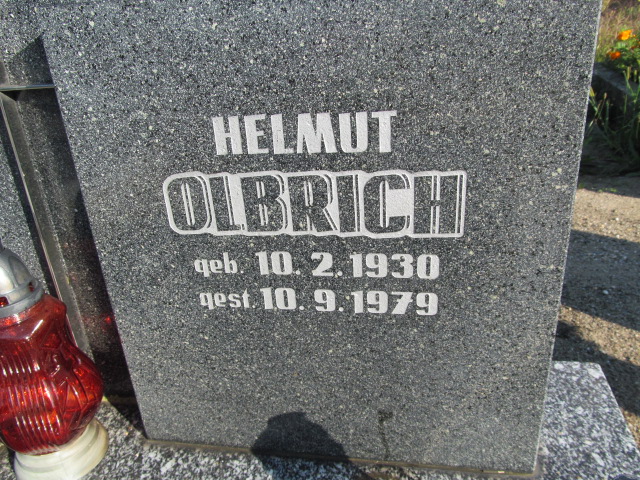 HELMUT
OLBRICH
geb. 10. 2. 1930
gest. 10. 9. 1979